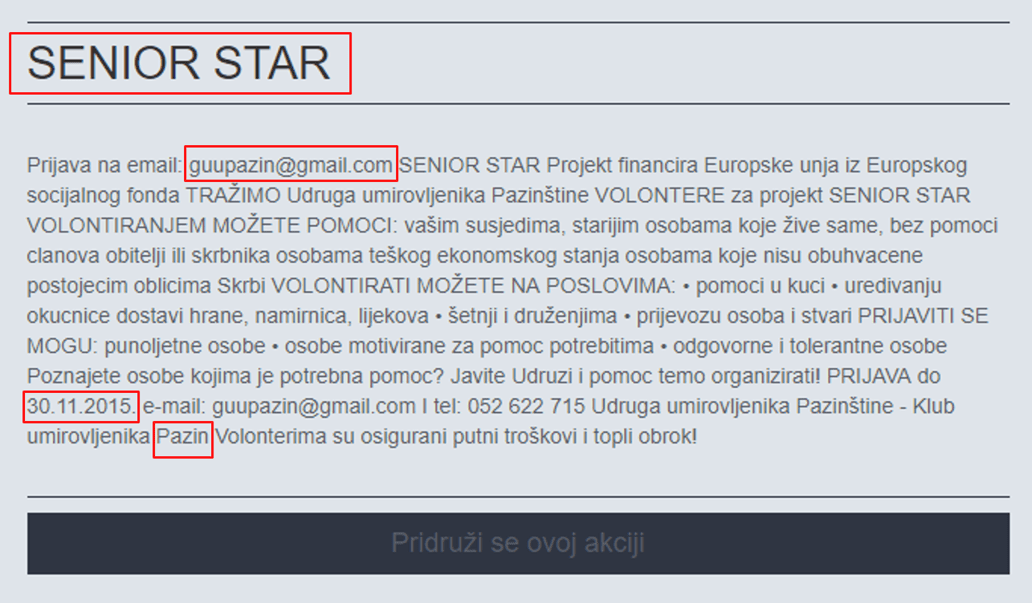 SENIOR STAR
Prijava na email: guupazin@gmail.com SENIOR STAR Projekt financira Europske unja iz Europskog
socijalnog fonda TRAŽIMO Udruga umirovljenika Pazinštine VOLONTERE za projekt SENIOR STAR
VOLONTIRANJEM MOŽETE POMOCI: vašim susjedima, starijim osobama koje žive same, bez pomoci
clanova obitelji ili skrbnika osobama teškog ekonomskog stanja osobama koje nisu obuhvacene
postojecim oblicima Skrbi VOLONTIRATI MOŽETE NA POSLOVIMA: • pomoci u kuci • uredivanju
okucnice dostavi hrane, namirnica, lijekova • šetnji i druženjima • prijevozu osoba i stvari PRIJAVITI SE
MOGU: punoljetne osobe • osobe motivirane za pomoc potrebitima • odgovorne i tolerantne osobe
Poznajete osobe kojima je potrebna pomoc? Javite Udruzi i pomoc temo organizirati! PRIJAVA do
30.11.2015. e-mail: guupazin@gmail.com I tel: 052 622 715 Udruga umirovljenika Pazinštine - Klub
umirovljenika Pazin Volonterima su osigurani putni troškovi i topli obrok!
Pridruži se ovoj akciji